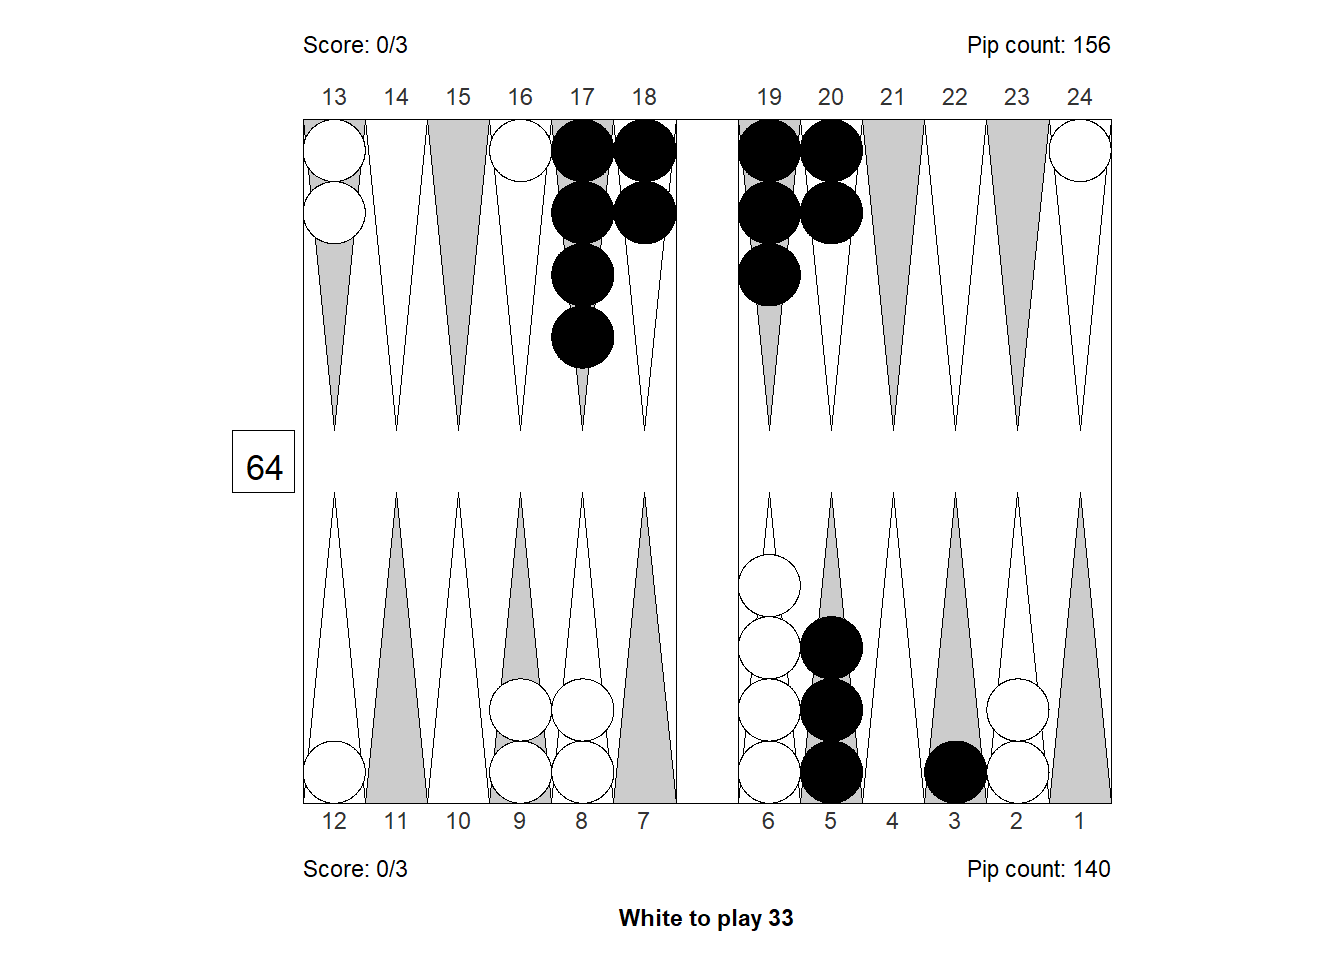 Score: 0/3 Pip count: 156
13 14 15 16 17 18 19 20 21 22 23 24
64
12 11 10 9 8 7 6 5 4 3 2 1
Score: 0/3 Pip count: 140
White to play 33